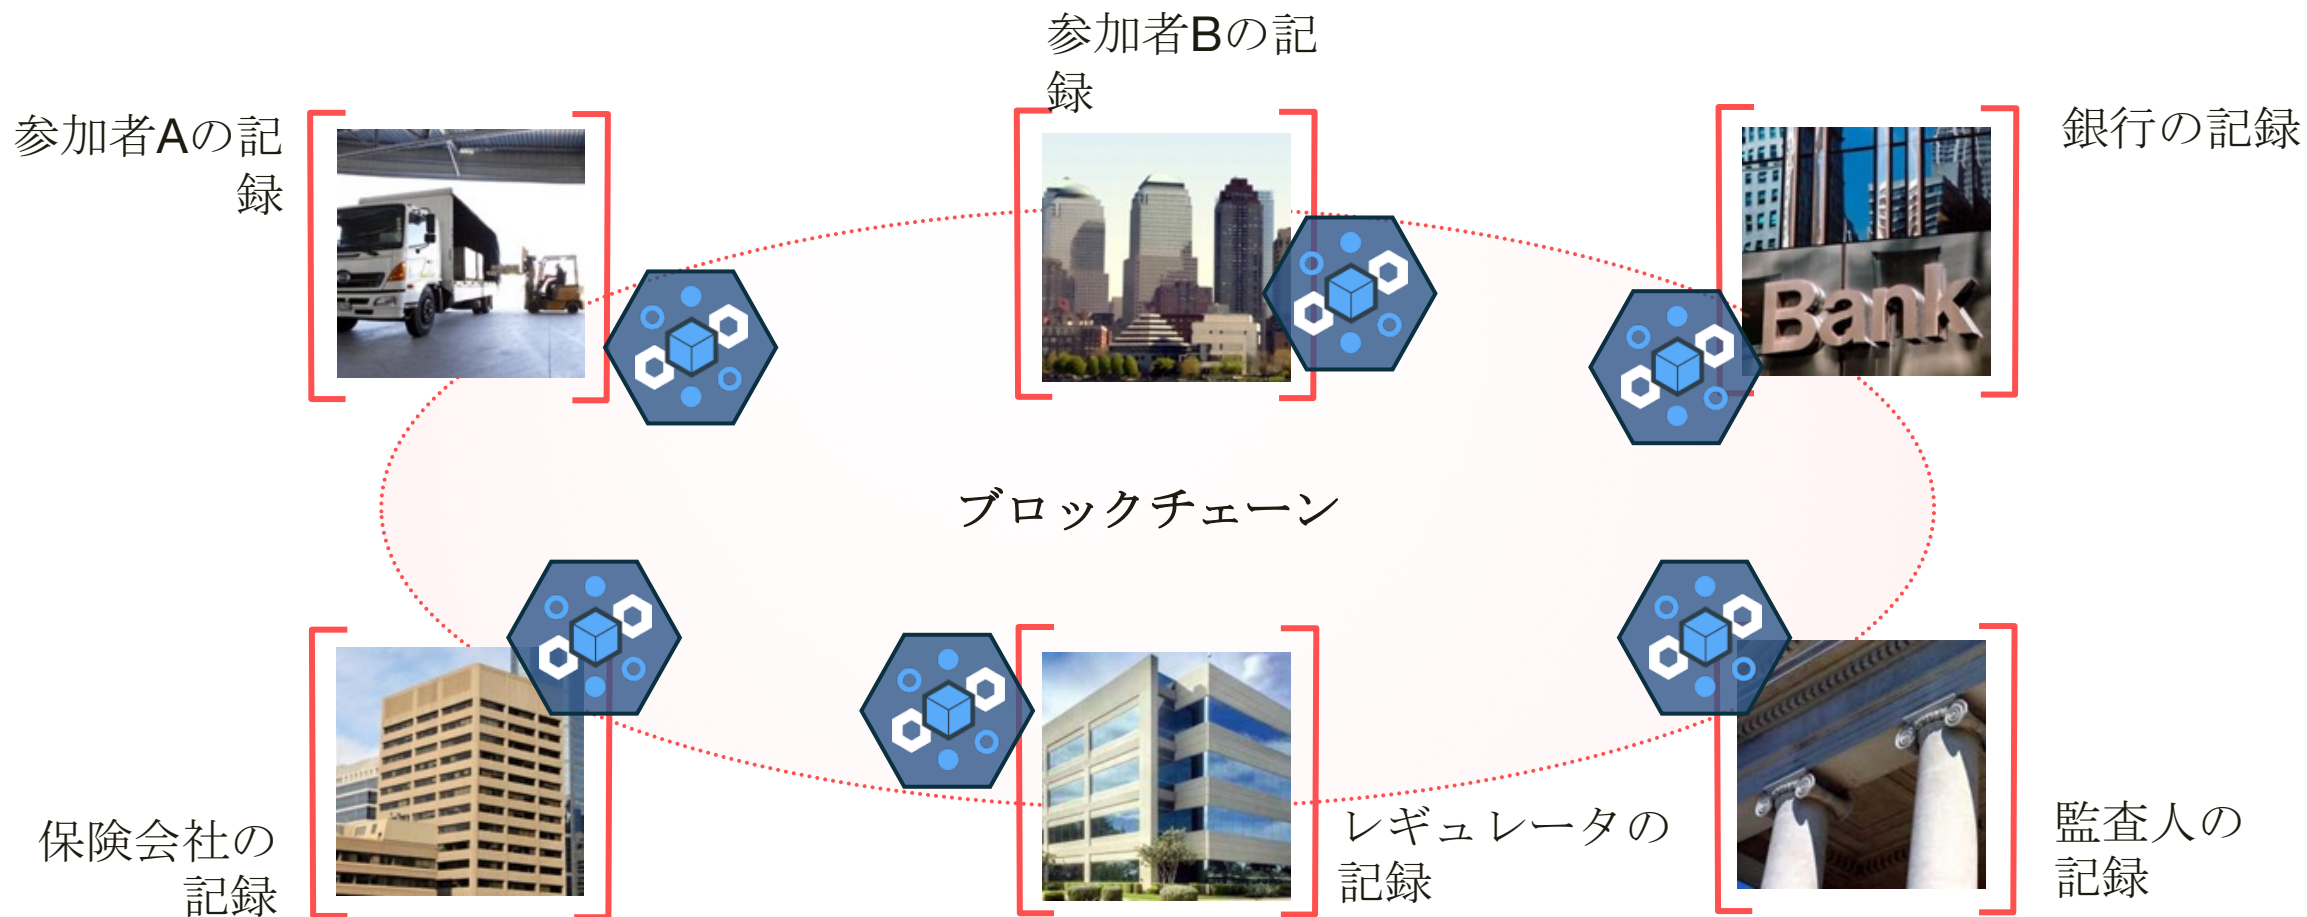 参加者Bの記
録
参加者Aの記
録
銀行の記録
Bank
ブロックチェーン
保険会社の
記録
レギュレータの
記録
監査人の
記録